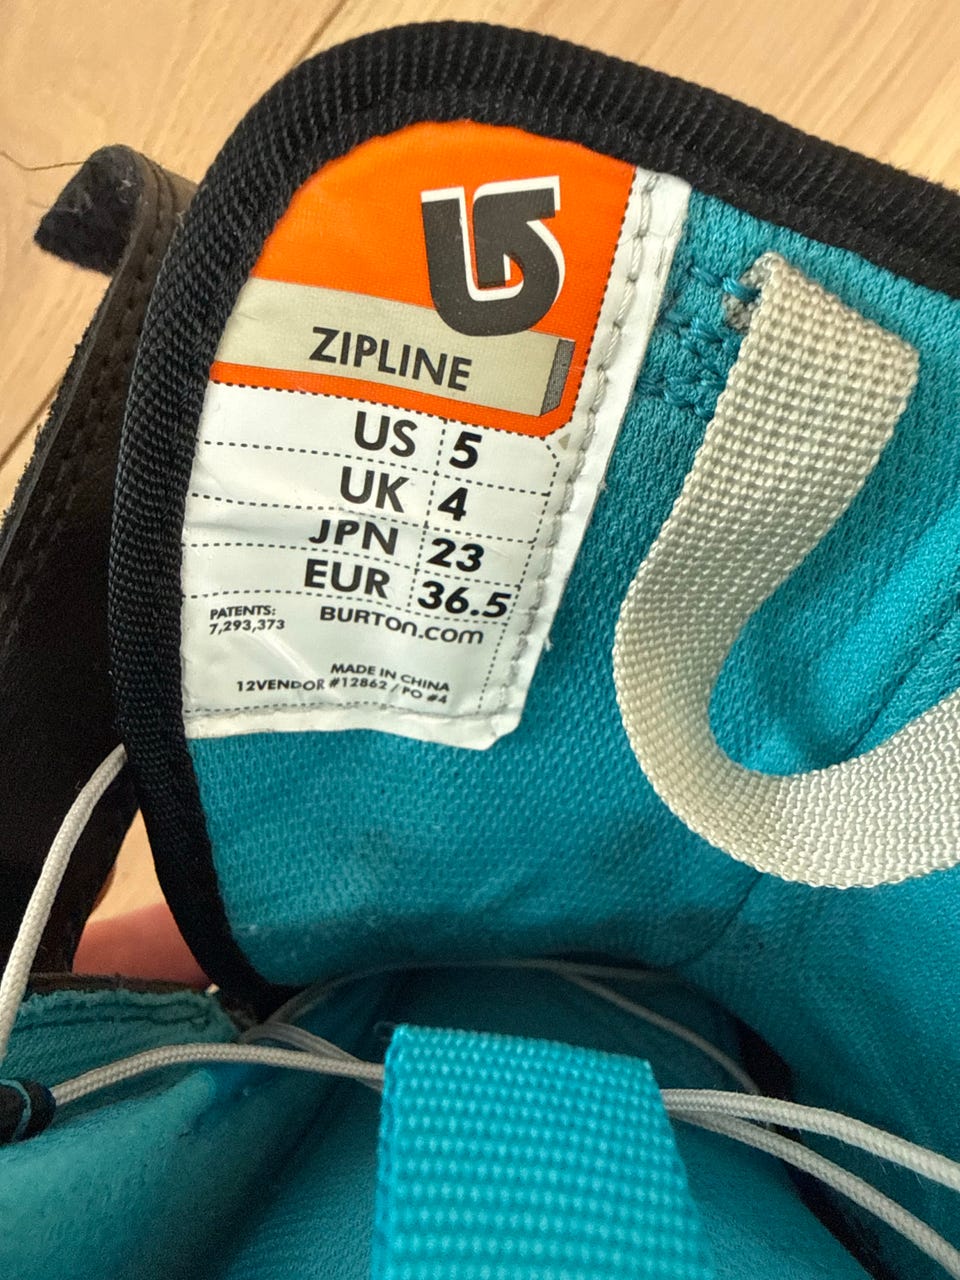 ZIPLINE
US 5
UK 4
JPN 23
EUR 36.5
PATENTS:
7,293,373
BURTON.COM
MADE IN CHINA
12VENDOR #12862 / PO #4